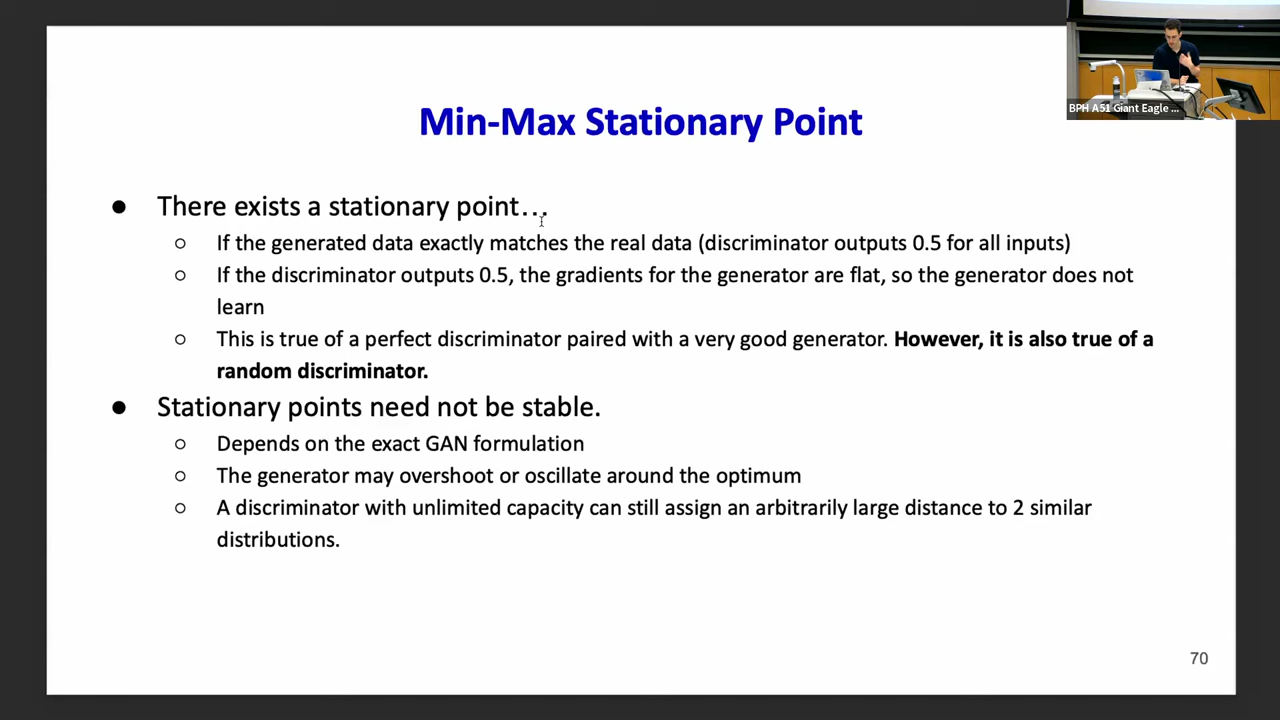 BPH A51 Giant Eagle ...
Min-Max Stationary Point
● There exists a stationary point...
○ If the generated data exactly matches the real data (discriminator outputs 0.5 for all inputs)
○ If the discriminator outputs 0.5, the gradients for the generator are flat, so the generator does not
learn
○ This is true of a perfect discriminator paired with a very good generator. However, it is also true of a
random discriminator.
● Stationary points need not be stable.
○ Depends on the exact GAN formulation
○ The generator may overshoot or oscillate around the optimum
○ A discriminator with unlimited capacity can still assign an arbitrarily large distance to 2 similar
distributions.
70